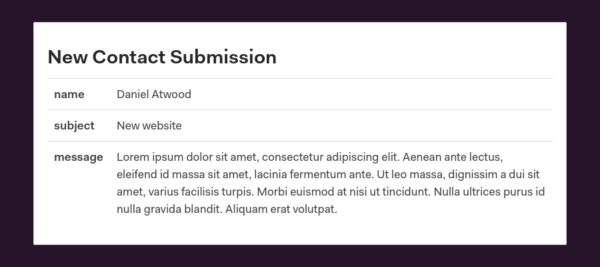 New Contact Submission
name Daniel Atwood
subject New website
message Lorem ipsum dolor sit amet, consectetur adipiscing elit. Aenean ante lectus,
eleifend id massa sit amet, lacinia fermentum ante. Ut leo massa, dignissim a dui sit
amet, varius facilisis turpis. Morbi euismod at nisi ut tincidunt. Nulla ultrices purus id
nulla gravida blandit. Aliquam erat volutpat.